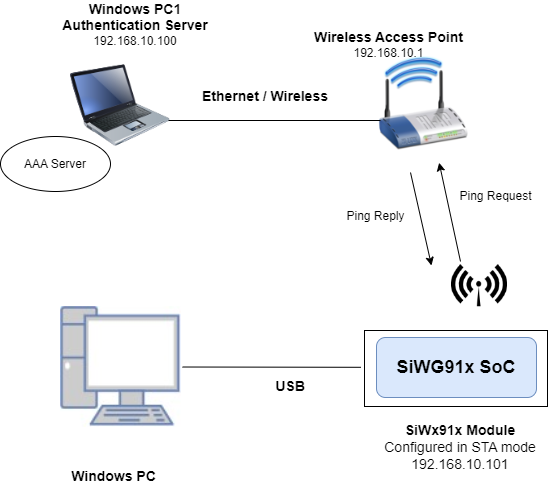 Windows PC1
Authentication Server
192.168.10.100
Wireless Access Point
192.168.10.1
Ethernet / Wireless
AAA Server
Ping Request
Ping Reply
SiWG91x SoC
USB
SiWx91x Module
Configured in STA mode
192.168.10.101
Windows PC